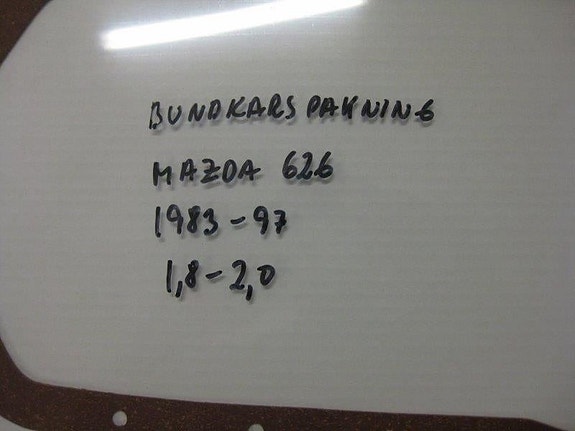 BUNDKARSPAKNING
MAZDA 626
1983-97
1,8-2,0